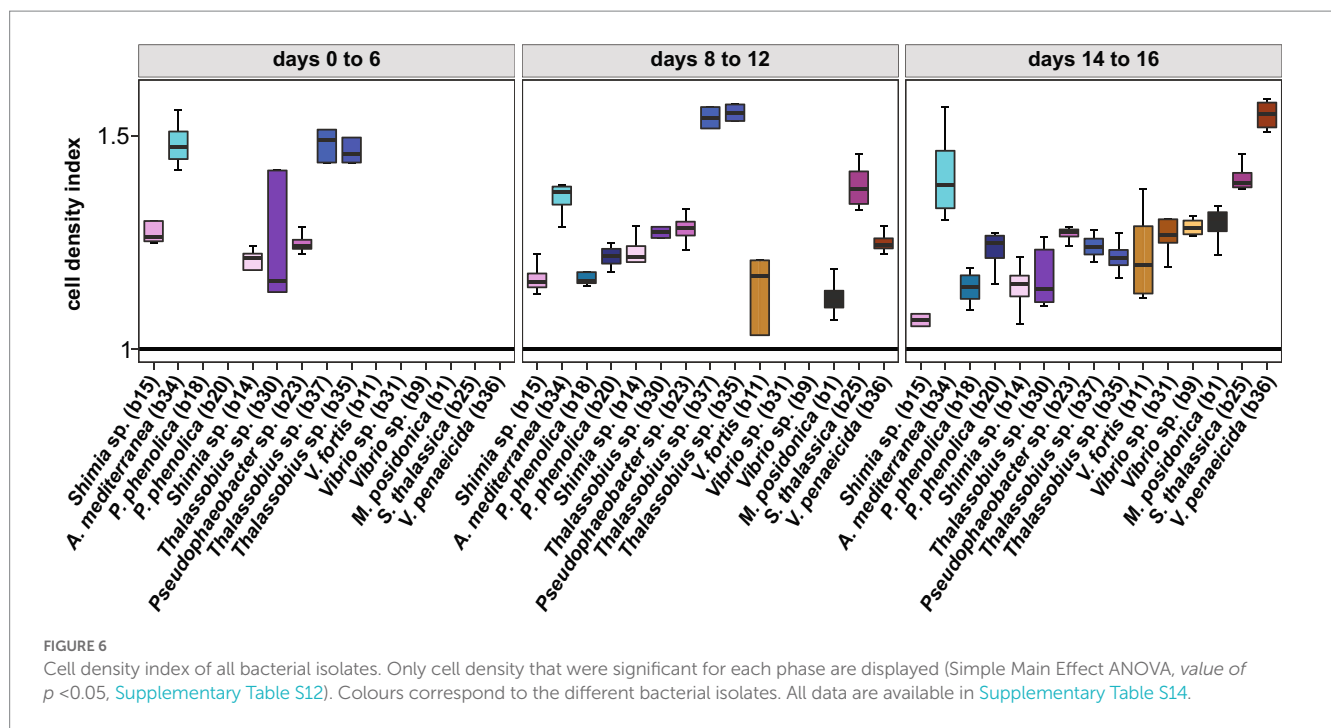 days 0 to 6
days 8 to 12
days 14 to 16
cell density index
1.5
1
Shimia sp. (b15)
A. mediterranea (b34)
P. phenolica (b18)
P. phenolica (b20)
Shimia sp. (b14)
Thalassobius sp. (b30)
Pseudophaeobacter sp. (b23)
Thalassobius sp. (b37)
Thalassobius sp. (b35)
V. fortis (b11)
Vibrio sp. (b31)
Vibrio sp. (b9)
M. posidonica (b1)
S. thalassica (b25)
V. penaeicida (b36)
Shimia sp. (b15)
A. mediterranea (b34)
P. phenolica (b18)
P. phenolica (b20)
Shimia sp. (b14)
Thalassobius sp. (b30)
Pseudophaeobacter sp. (b23)
Thalassobius sp. (b37)
Thalassobius sp. (b35)
V. fortis (b11)
Vibrio sp. (b31)
Vibrio sp. (b9)
M. posidonica (b1)
S. thalassica (b25)
V. penaeicida (b36)
Shimia sp. (b15)
A. mediterranea (b34)
P. phenolica (b18)
P. phenolica (b20)
Shimia sp. (b14)
Thalassobius sp. (b30)
Pseudophaeobacter sp. (b23)
Thalassobius sp. (b37)
Thalassobius sp. (b35)
V. fortis (b11)
Vibrio sp. (b31)
Vibrio sp. (b9)
M. posidonica (b1)
S. thalassica (b25)
V. penaeicida (b36)
FIGURE 6
Cell density index of all bacterial isolates. Only cell density that were significant for each phase are displayed (Simple Main Effect ANOVA, value of
p <0.05, Supplementary Table S12). Colours correspond to the different bacterial isolates. All data are available in Supplementary Table S14.